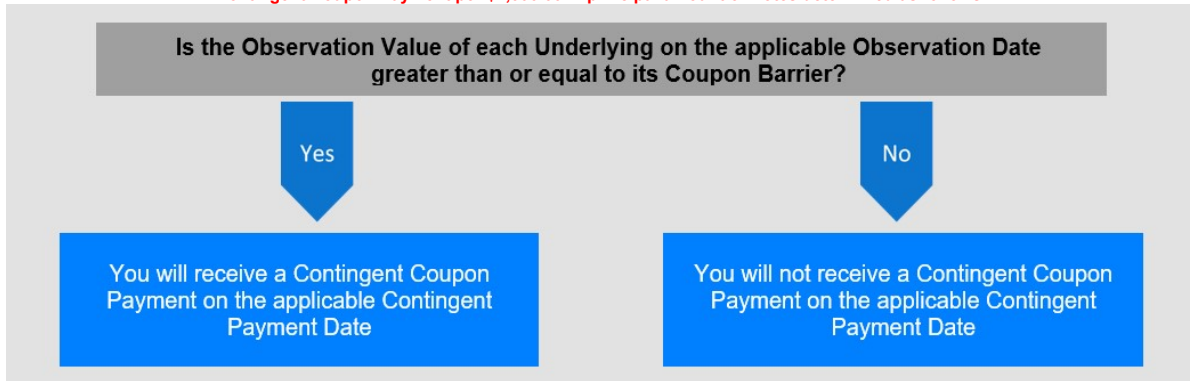 Is the Observation Value of each Underlying on the applicable Observation Date
greater than or equal to its Coupon Barrier?
Yes
No
You will receive a Contingent Coupon
Payment on the applicable Contingent
Payment Date
You will not receive a Contingent Coupon
Payment on the applicable Contingent
Payment Date